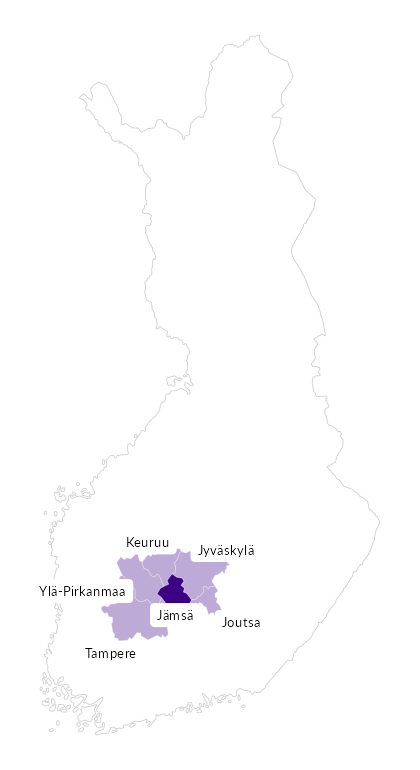 Keuruu
Jyväskylä
Ylä-Pirkanmaa
Jämsä
Joutsa
Tampere